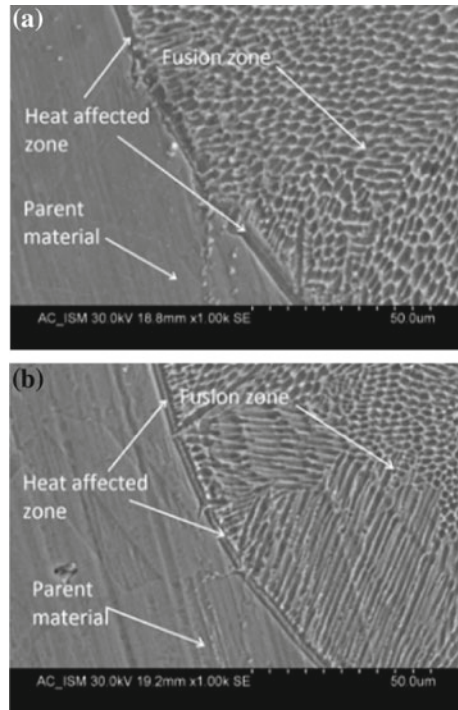 (a)
Fusion zone
Heat affected
zone
Parent
material
AC_ISM 30.0kV 18.8mm x1.00k SE
50.0um
(b)
Fusion zone
Heat affected
zone
Parent
material
AC_ISM 30.0kV 19.2mm x1.00k SE
50.0um